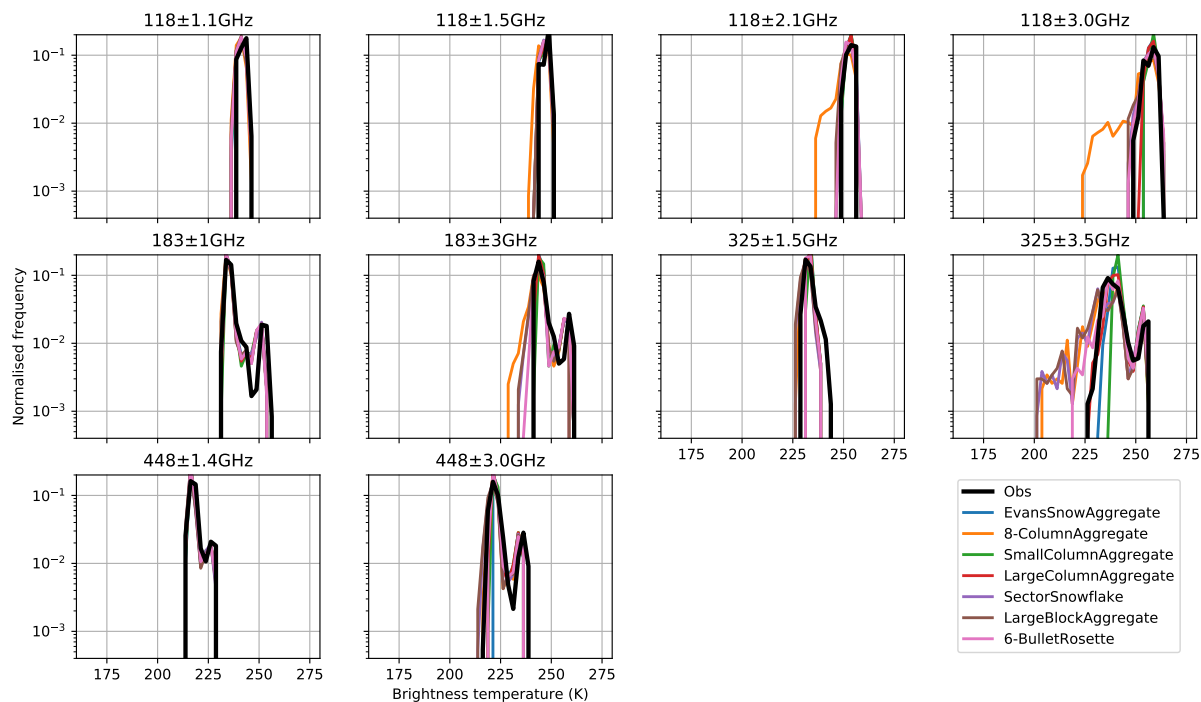 118±1.1GHz
118±1.5GHz
118±2.1GHz
118±3.0GHz
10⁻¹
10⁻²
10⁻³
183±1GHz
183±3GHz
325±1.5GHz
325±3.5GHz
Normalised frequency
10⁻¹
10⁻²
10⁻³
175 200 225 250 275
175 200 225 250 275
448±1.4GHz
448±3.0GHz
10⁻¹
10⁻²
10⁻³
175 200 225 250 275
175 200 225 250 275
Brightness temperature (K)
Obs
EvansSnowAggregate
8-ColumnAggregate
SmallColumnAggregate
LargeColumnAggregate
SectorSnowflake
LargeBlockAggregate
6-BulletRosette